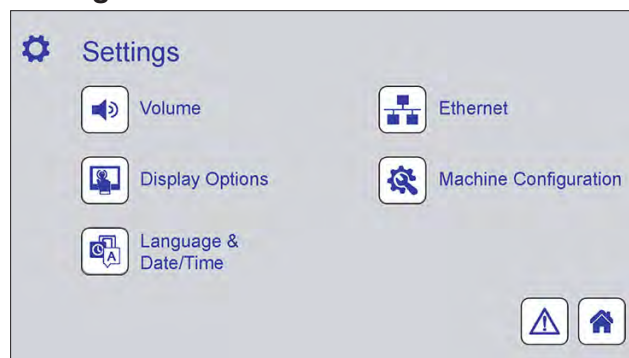 Settings
Volume
Ethernet
Display Options
Machine Configuration
Language &
Date/Time